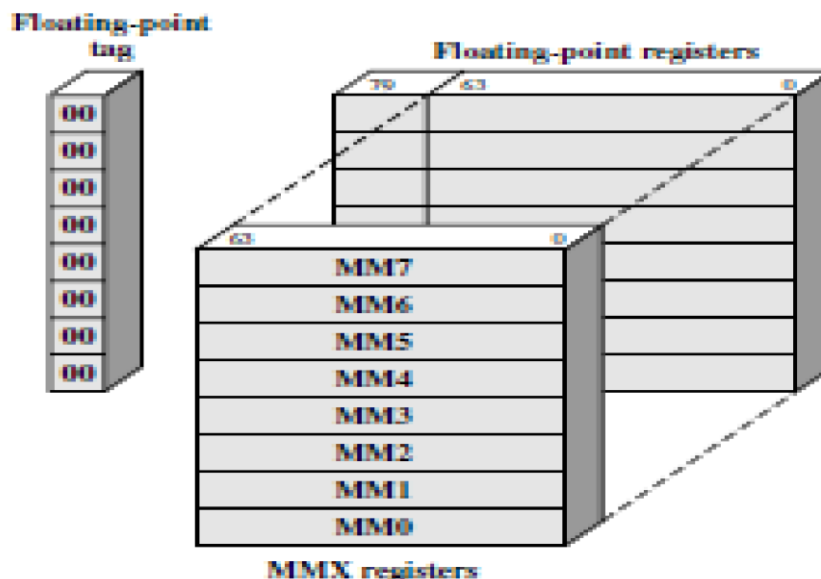 Floating-point
tag
Floating-point registers
79 63 0
00
00
00
00
00
00
00
00
63 0
MM7
MM6
MM5
MM4
MM3
MM2
MM1
MM0
MMX registers